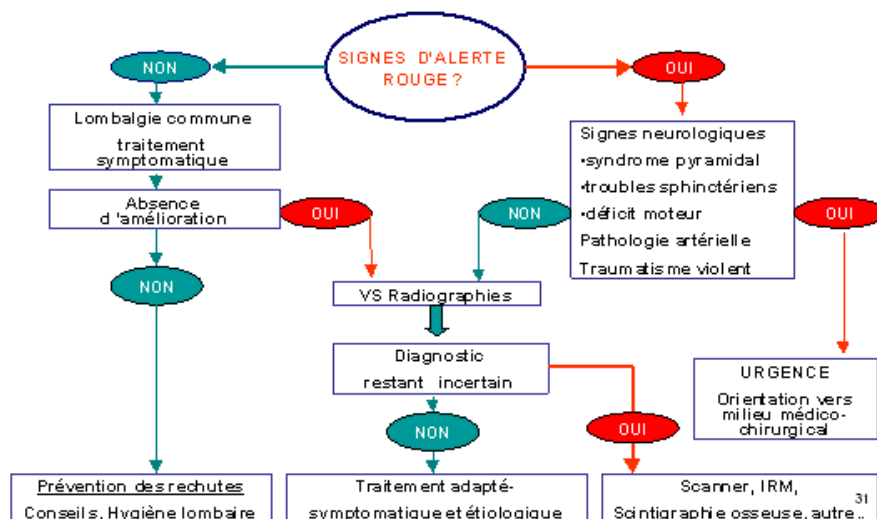 SIGNES D'ALERTE
ROUGE?
NON
OUI
Lombalgie commune
traitement
symptomatique
Signes neurologiques
•syndrome pyramidal
•troubles sphinctériens
•déficit moteur
Pathologie artérielle
Traumatisme violent
Absence
d'amélioration
OUI
NON
OUI
NON
VS Radiographies
Diagnostic
restant incertain
URGENCE
Orientation vers
milieu médico-
chirurgical
NON
OUI
Prévention des rechutes
Conseils, Hygiène lombaire
Traitement adapté-
symptomatique et étiologique
Scanner, IRM,
Scintigraphie osseuse, autre..
31